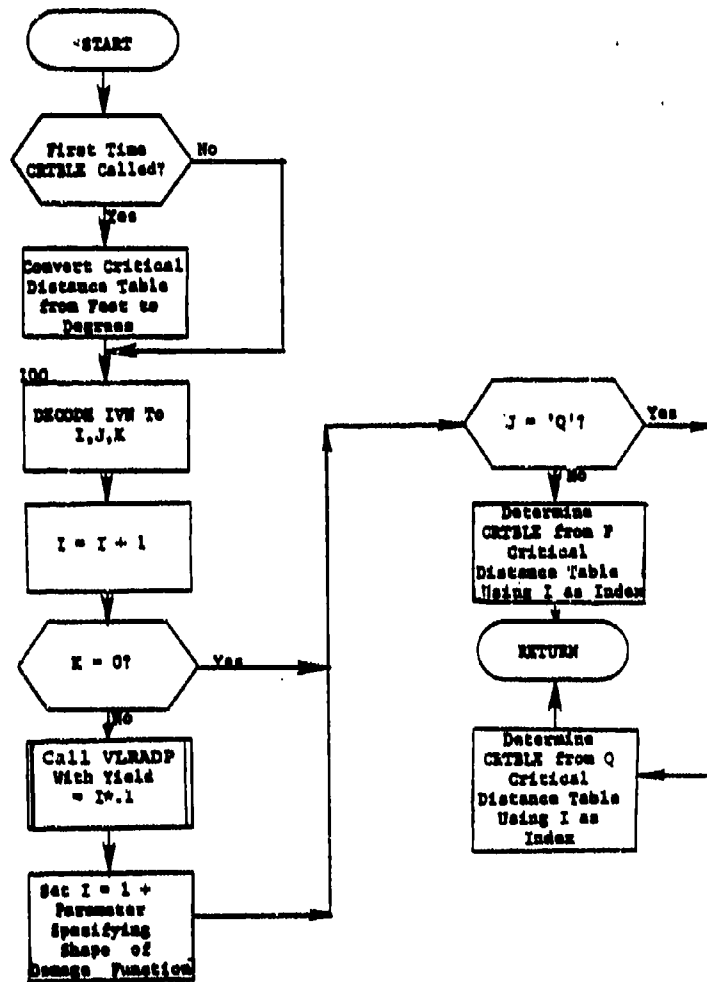 START
First Time
CRTBLE Called?
No
Yes
Convert Critical
Distance Table
from Feet to
Degrees
100
DECODE IVN To
I,J,K
I = I + 1
K = 0?
Yes
No
Call VLRADP
With Yield
= I*.1
Set I = 1 +
Parameter
Specifying
Shape of
Damage Function
J = 'Q'?
Yes
No
Determine
CRTBLE from P
Critical
Distance Table
Using I as Index
RETURN
Determine
CRTBLE from Q
Critical
Distance Table
Using I as
Index